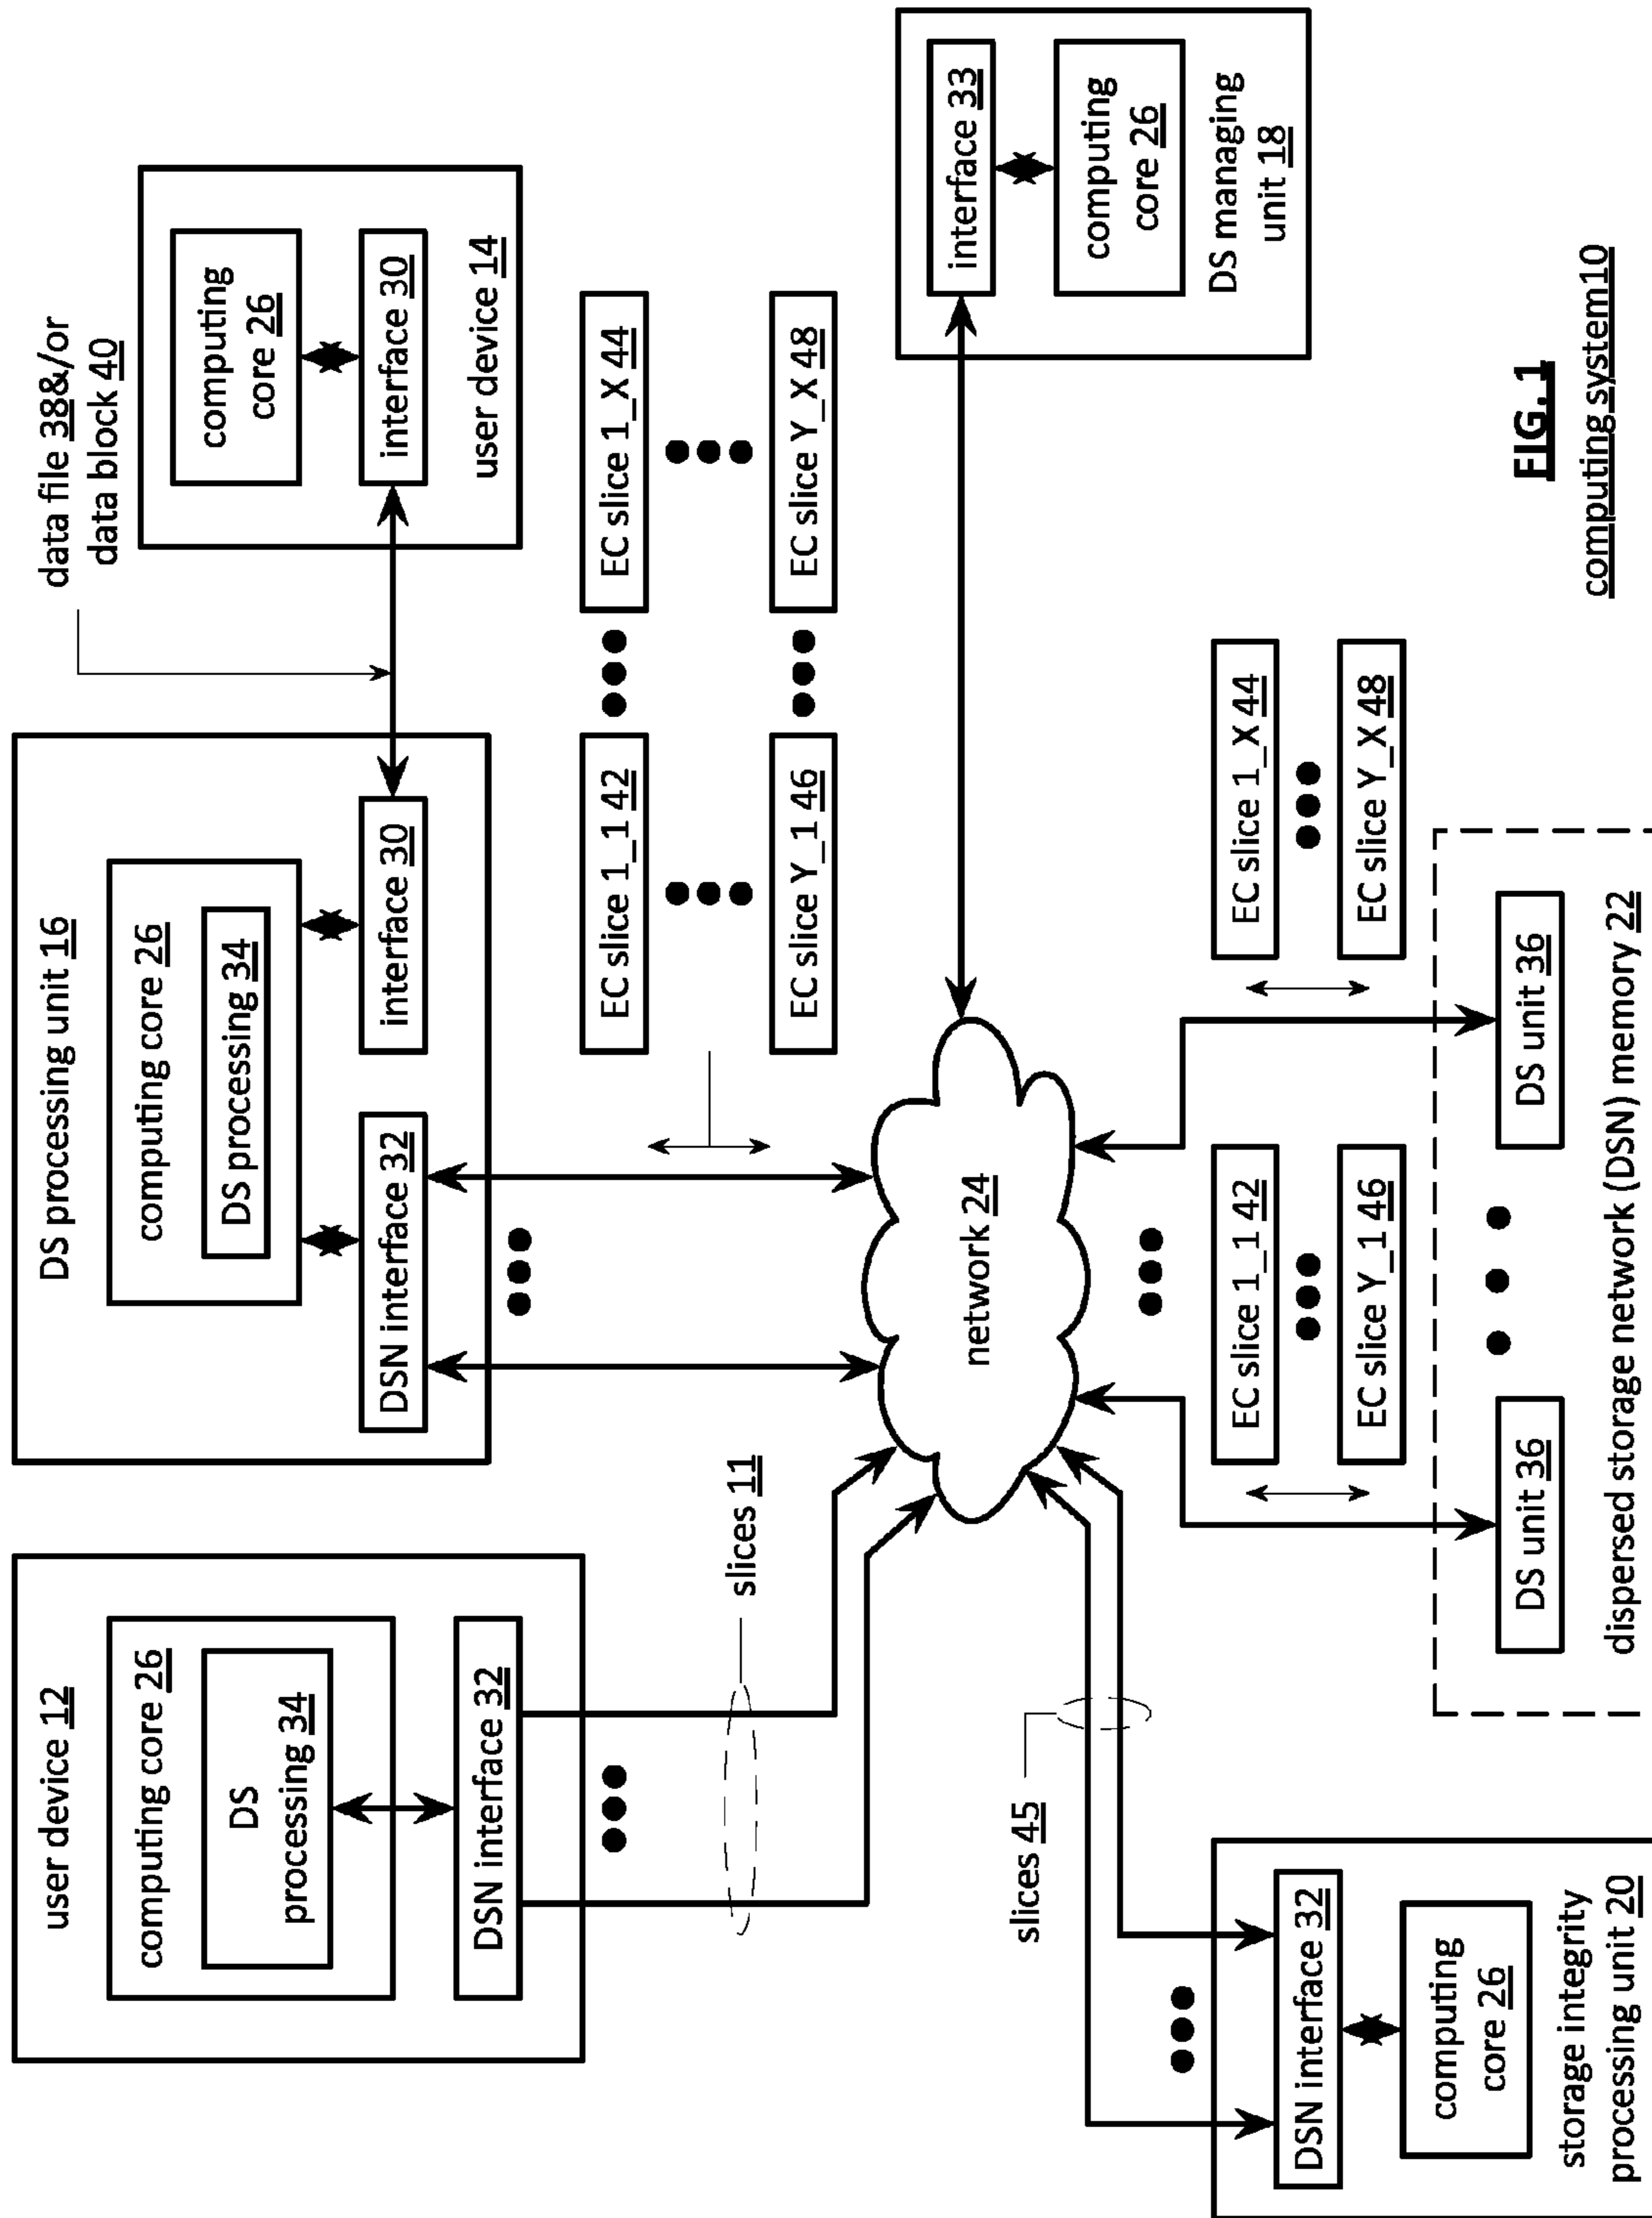 user device 12
computing core 26
DS
processing 34
DSN interface 32
slices 11
DS processing unit 16
computing core 26
DS processing 34
DSN interface 32
interface 30
data file 38&/or
data block 40
computing
core 26
interface 30
user device 14
EC slice 1_1 42
EC slice 1_X 44
EC slice Y_1 46
EC slice Y_X 48
network 24
interface 33
computing
core 26
DS managing
unit 18
slices 45
DSN interface 32
computing
core 26
storage integrity
processing unit 20
EC slice 1_1 42
EC slice Y_1 46
EC slice 1_X 44
EC slice Y_X 48
DS unit 36
DS unit 36
dispersed storage network (DSN) memory 22
FIG. 1
computing system10